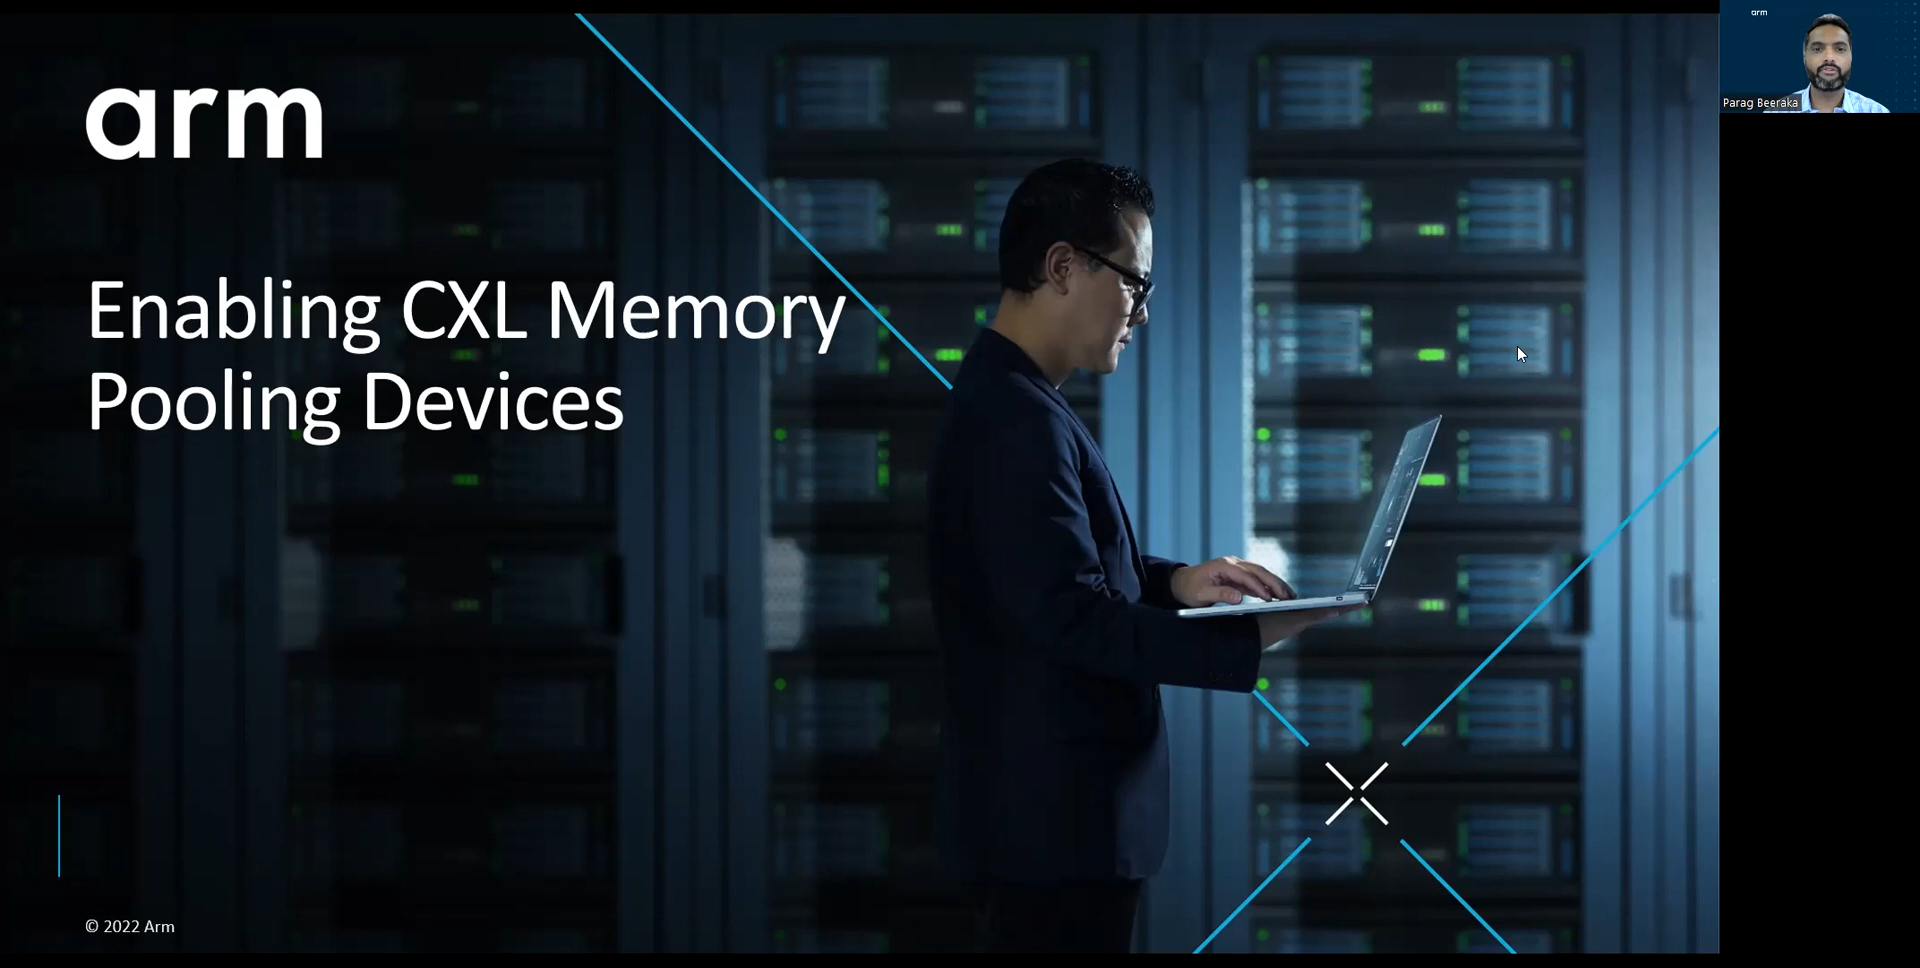 arm
Enabling CXL Memory
Pooling Devices
© 2022 Arm
arm
Parag Beeraka